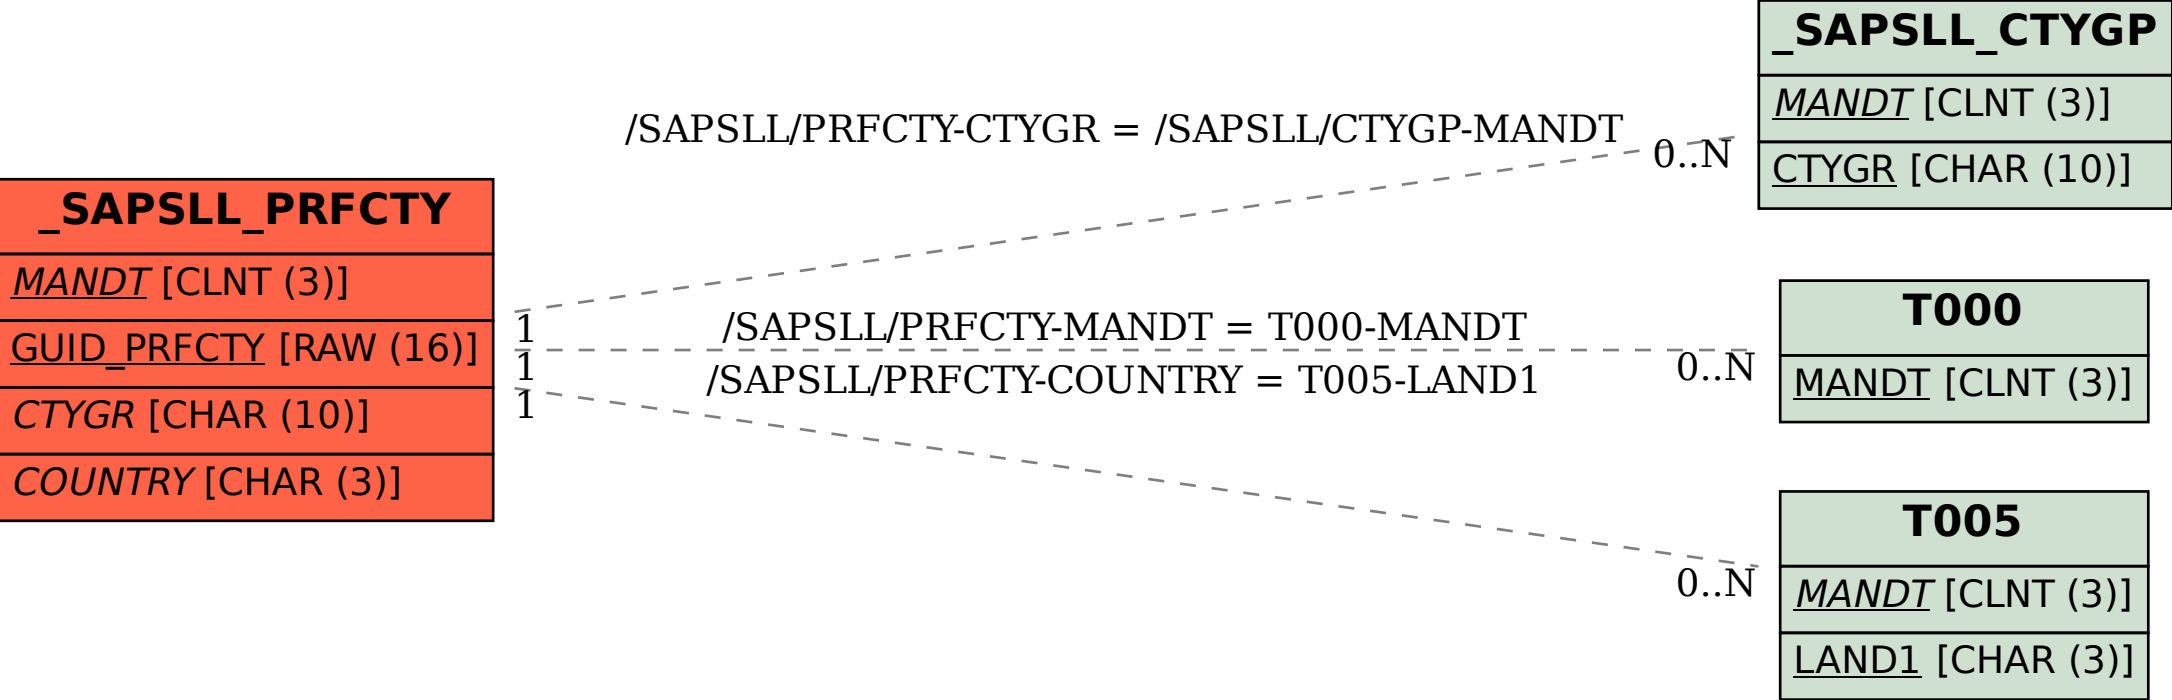 _SAPSLL_PRFCTY
MANDT [CLNT (3)]
GUID_PRFCTY [RAW (16)]
CTYGR [CHAR (10)]
COUNTRY [CHAR (3)]
/SAPSLL/PRFCTY-CTYGR = /SAPSLL/CTYGP-MANDT
0..N
1
/SAPSLL/PRFCTY-MANDT = T000-MANDT
0..N
1
/SAPSLL/PRFCTY-COUNTRY = T005-LAND1
0..N
1
_SAPSLL_CTYGP
MANDT [CLNT (3)]
CTYGR [CHAR (10)]
T000
MANDT [CLNT (3)]
T005
MANDT [CLNT (3)]
LAND1 [CHAR (3)]